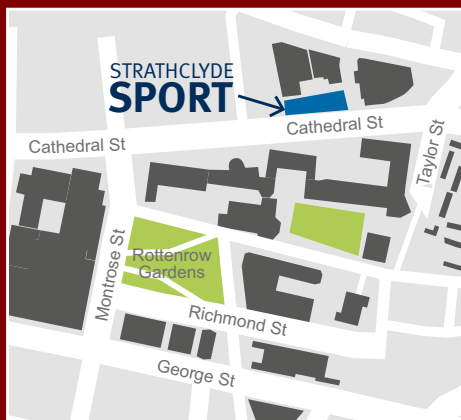 STRATHCLYDE
SPORT
Cathedral St
Cathedral St
Taylor St
Rottenrow
Gardens
Montrose St
Richmond St
George St